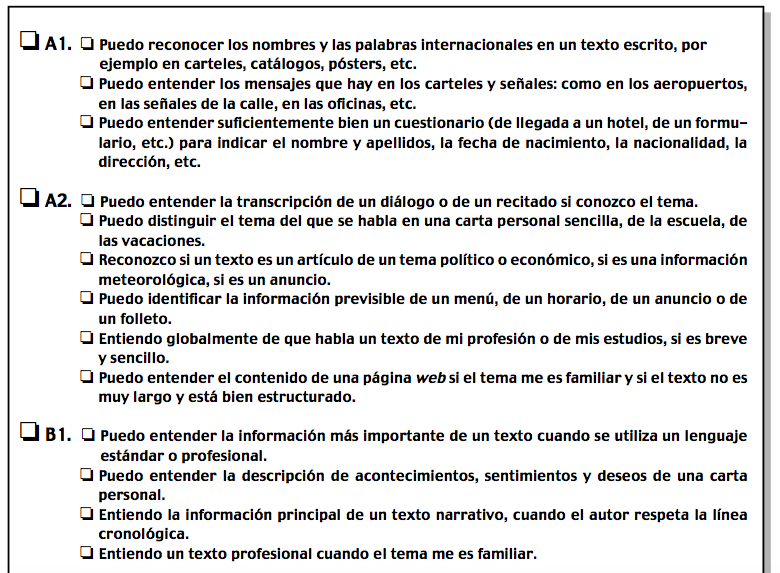 ❏ A1. ❏ Puedo reconocer los nombres y las palabras internacionales en un texto escrito, por
ejemplo en carteles, catálogos, pósters, etc.
❏ Puedo entender los mensajes que hay en los carteles y señales: como en los aeropuertos,
en las señales de la calle, en las oficinas, etc.
❏ Puedo entender suficientemente bien un cuestionario (de llegada a un hotel, de un formu–
lario, etc.) para indicar el nombre y apellidos, la fecha de nacimiento, la nacionalidad, la
dirección, etc.
❏ A2. ❏ Puedo entender la transcripción de un diálogo o de un recitado si conozco el tema.
❏ Puedo distinguir el tema del que se habla en una carta personal sencilla, de la escuela, de
las vacaciones.
❏ Reconozco si un texto es un artículo de un tema político o económico, si es una información
meteorológica, si es un anuncio.
❏ Puedo identificar la información previsible de un menú, de un horario, de un anuncio o de
un folleto.
❏ Entiendo globalmente de que habla un texto de mi profesión o de mis estudios, si es breve
y sencillo.
❏ Puedo entender el contenido de una página web si el tema me es familiar y si el texto no es
muy largo y está bien estructurado.
❏ B1. ❏ Puedo entender la información más importante de un texto cuando se utiliza un lenguaje
estándar o profesional.
❏ Puedo entender la descripción de acontecimientos, sentimientos y deseos de una carta
personal.
❏ Entiendo la información principal de un texto narrativo, cuando el autor respeta la línea
cronológica.
❏ Entiendo un texto profesional cuando el tema me es familiar.